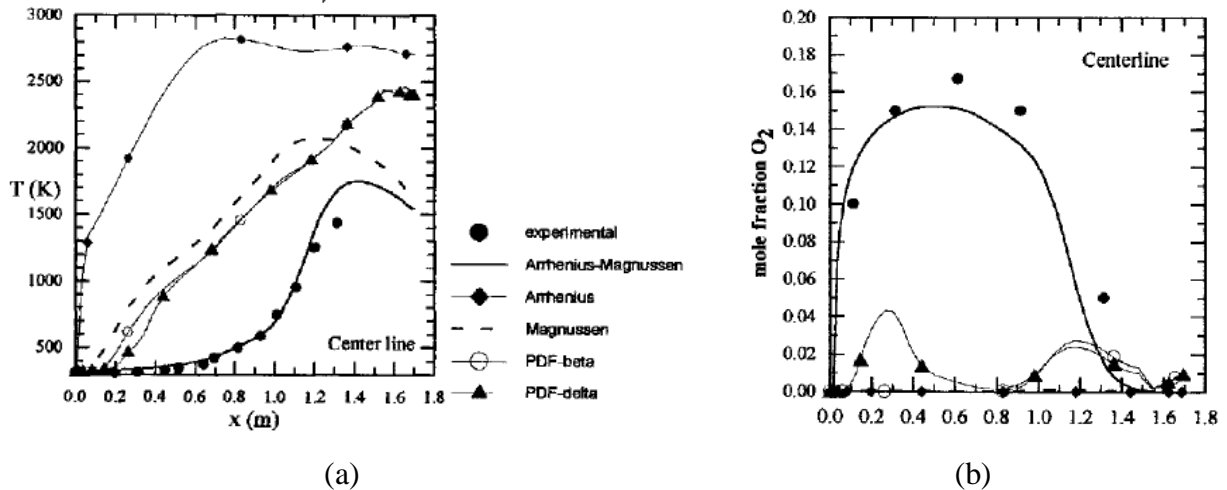 3000
2500
2000
T (K)
1500
1000
500
0.0 0.2 0.4 0.6 0.8 1.0 1.2 1.4 1.6 1.8
x (m)
Center line
experimental
Arrhenius-Magnussen
Arrhenius
Magnussen
PDF-beta
PDF-delta
(a)
0.20
0.18
0.16
0.14
0.12
0.10
0.08
0.06
0.04
0.02
0.00
mole fraction O2
Centerline
0.0 0.2 0.4 0.6 0.8 1.0 1.2 1.4 1.6 1.8
(b)